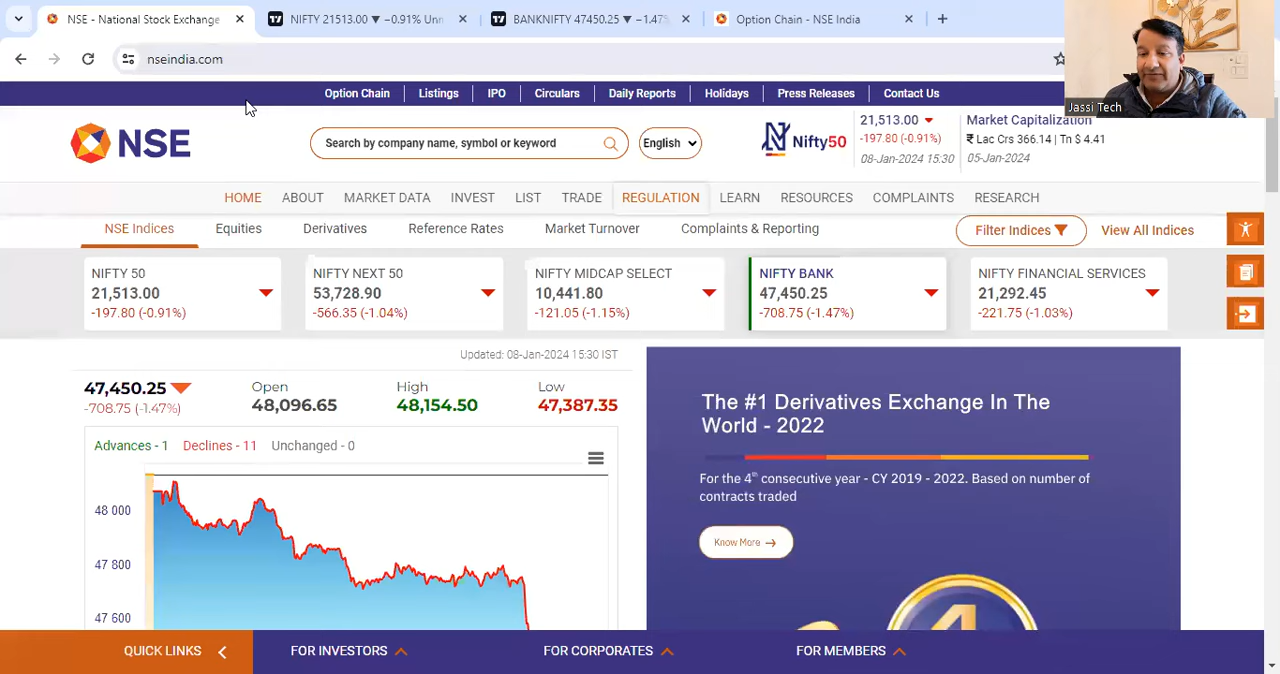 NSE - National Stock Exchange
NIFTY 21513.00 ▼ −0.91% Unn
BANKNIFTY 47450.25 ▼ −1.47%
Option Chain - NSE India
nseindia.com
Jassi Tech
Option Chain
Listings
IPO
Circulars
Daily Reports
Holidays
Press Releases
Contact Us
NSE
Search by company name, symbol or keyword
English
Nifty50
21,513.00
-197.80 (-0.91%)
08-Jan-2024 15:30
Market Capitalization
₹ Lac Crs 366.14 | Tn $ 4.41
05-Jan-2024
HOME
ABOUT
MARKET DATA
INVEST
LIST
TRADE
REGULATION
LEARN
RESOURCES
COMPLAINTS
RESEARCH
NSE Indices
Equities
Derivatives
Reference Rates
Market Turnover
Complaints & Reporting
Filter Indices
View All Indices
NIFTY 50
21,513.00
-197.80 (-0.91%)
NIFTY NEXT 50
53,728.90
-566.35 (-1.04%)
NIFTY MIDCAP SELECT
10,441.80
-121.05 (-1.15%)
NIFTY BANK
47,450.25
-708.75 (-1.47%)
NIFTY FINANCIAL SERVICES
21,292.45
-221.75 (-1.03%)
Updated: 08-Jan-2024 15:30 IST
47,450.25
-708.75 (-1.47%)
Open
48,096.65
High
48,154.50
Low
47,387.35
Advances - 1
Declines - 11
Unchanged - 0
48 000
47 800
47 600
The #1 Derivatives Exchange In The
World - 2022
For the 4th consecutive year - CY 2019 - 2022. Based on number of
contracts traded
Know More →
4
QUICK LINKS
FOR INVESTORS
FOR CORPORATES
FOR MEMBERS